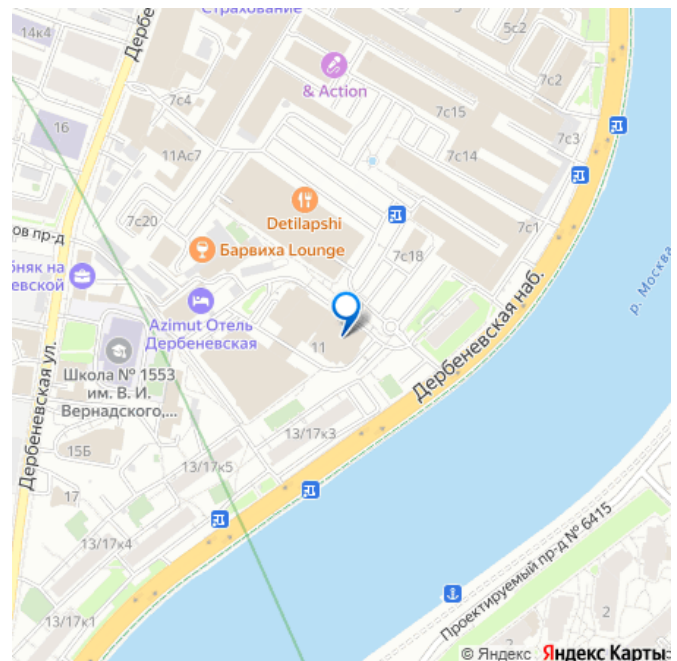 Страхование
14к4
Дербе
5с2
& Action
7с2
7с4
7с15
16
7с3
11Ас7
7с14
Detilapshi
7с20
7с1
ов пр-д
Барвиха Lounge
7с18
бняк на
евской
р. Москва
Azimut Отель
Дербеневская
Дербеневская наб.
11
Школа № 1553
им. В. И.
Вернадского,...
Дербеневская ул.
13/17к3
15Б
13/17к5
17
13/17к4
Проектируемый пр-д № 6415
13/17к1
2
2
© Яндекс Яндекс Карты